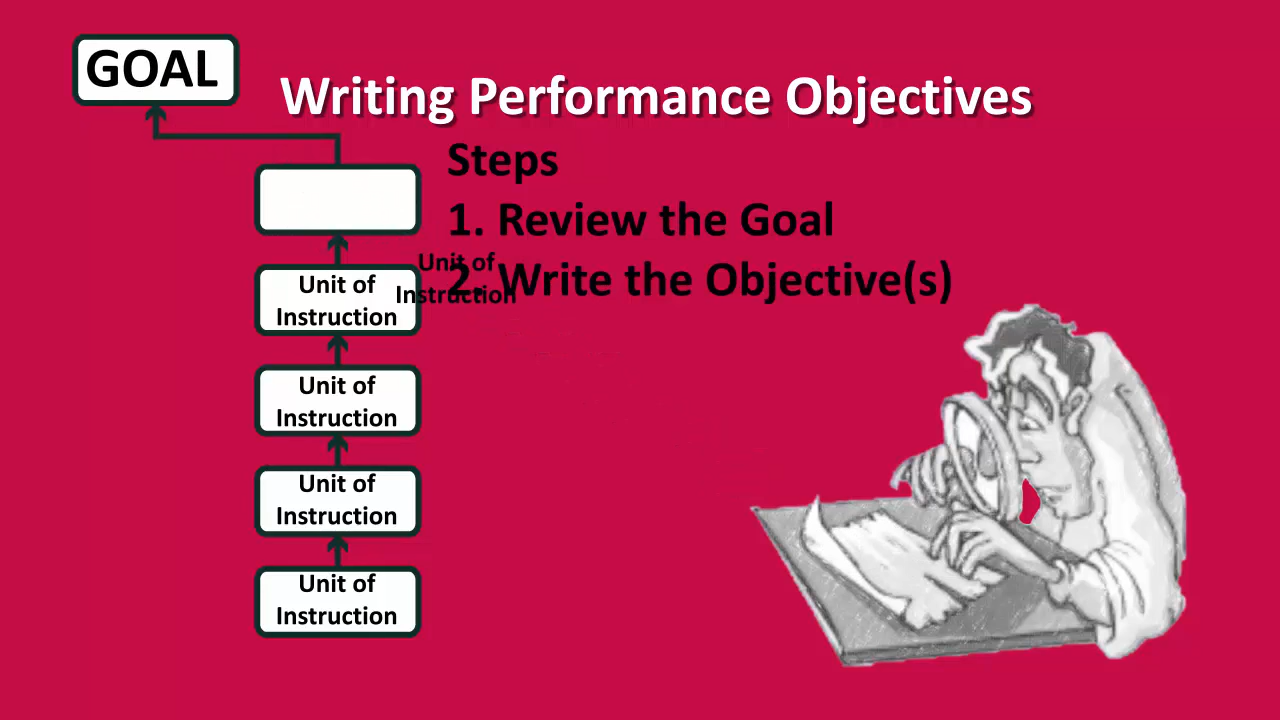 GOAL
Writing Performance Objectives
Steps
1. Review the Goal
2. Write the Objective(s)
Unit of
Instruction
Unit of
Instruction
Unit of
Instruction
Unit of
Instruction
Unit of
Instruction